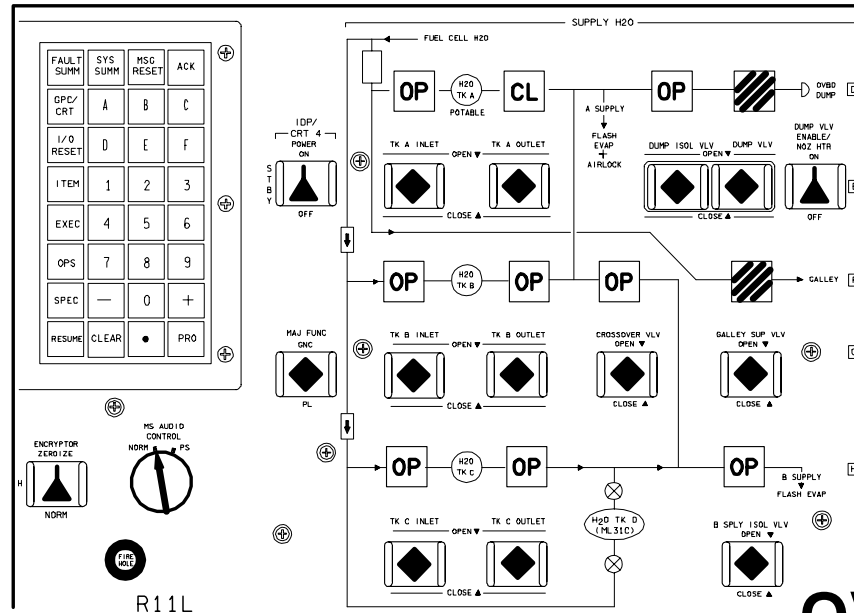 SUPPLY H2O
FUEL CELL H2O
FAULT SUMM
SYS SUMM
MSG RESET
ACK
GPC/ CRT
A
B
C
I/O RESET
D
E
F
ITEM
1
2
3
EXEC
4
5
6
OPS
7
8
9
SPEC
—
0
+
RESUME
CLEAR
•
PRO
IDP/
CRT 4
POWER
ON
STBY
OFF
MAJ FUNC
GNC
PL
ENCRYPTOR
ZEROIZE
H
NORM
MS AUDIO
CONTROL
NORM
PS
FIRE
HOLE
R11L
OP
H2O
TK A
POTABLE
CL
OP
OVBD
DUMP
A SUPPLY
FLASH
EVAP
+
AIRLOCK
TK A INLET
OPEN ▼
TK A OUTLET
CLOSE ▲
DUMP ISOL VLV
DUMP VLV
OPEN ▼
CLOSE ▲
DUMP VLV
ENABLE/
NOZ HTR
ON
OFF
OP
H2O
TK B
OP
OP
GALLEY
TK B INLET
OPEN ▼
TK B OUTLET
CLOSE ▲
CROSSOVER VLV
OPEN ▼
CLOSE ▲
GALLEY SUP VLV
OPEN ▼
CLOSE ▲
OP
H2O
TK C
OP
OP
B SUPPLY
FLASH EVAP
H2O TK D
(ML31C)
TK C INLET
OPEN ▼
TK C OUTLET
CLOSE ▲
B SPLY ISOL VLV
OPEN ▼
CLOSE ▲